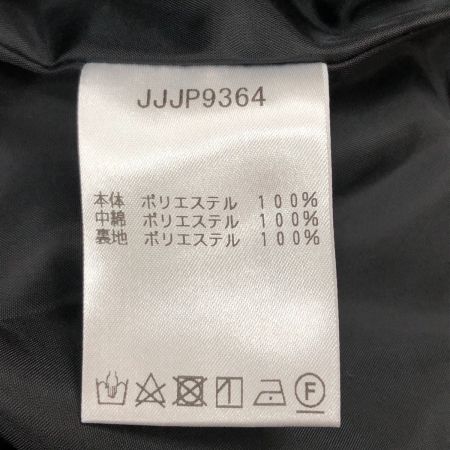 JJJP9364
本体 ポリエステル 100%
中綿 ポリエステル 100%
裏地 ポリエステル 100%
F